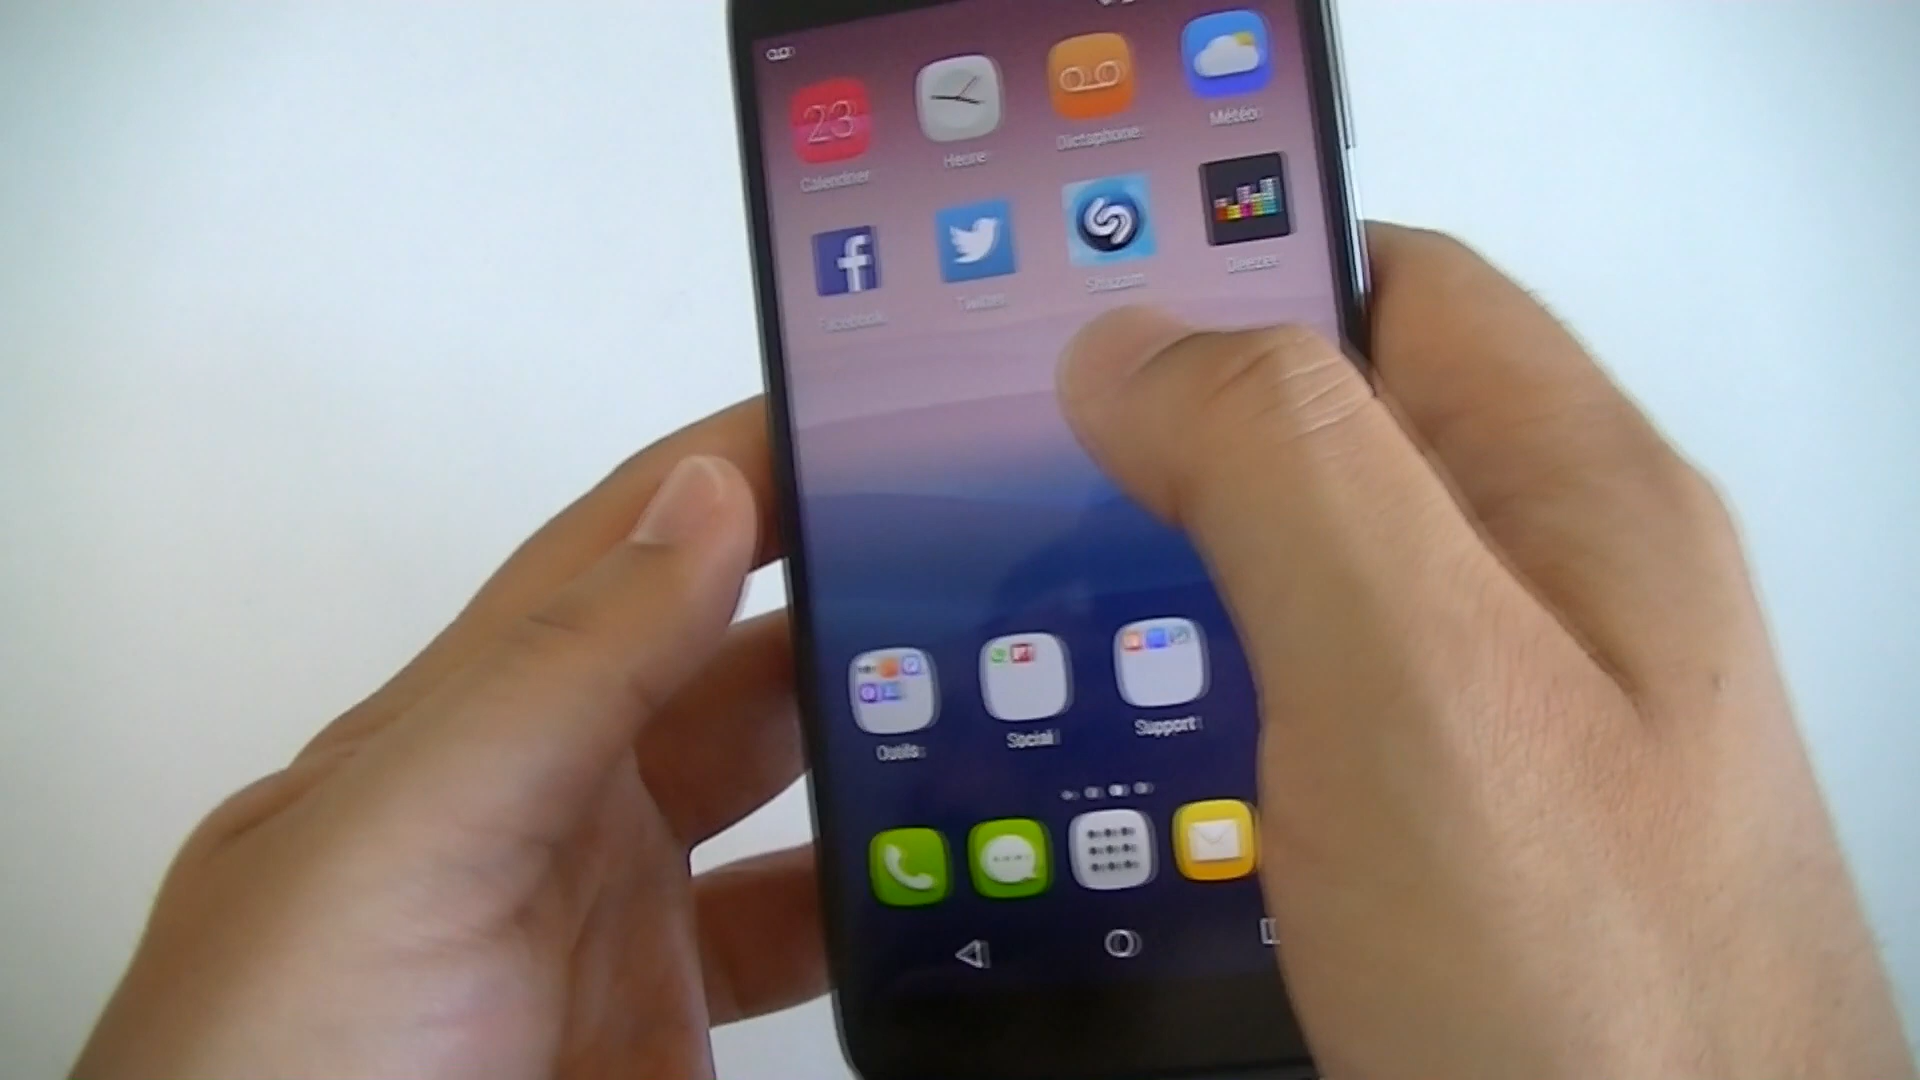 23
Calendrier
Heure
Dictaphone
Météo
Facebook
Twitter
Shazam
Deezer
Outils
Social
Support